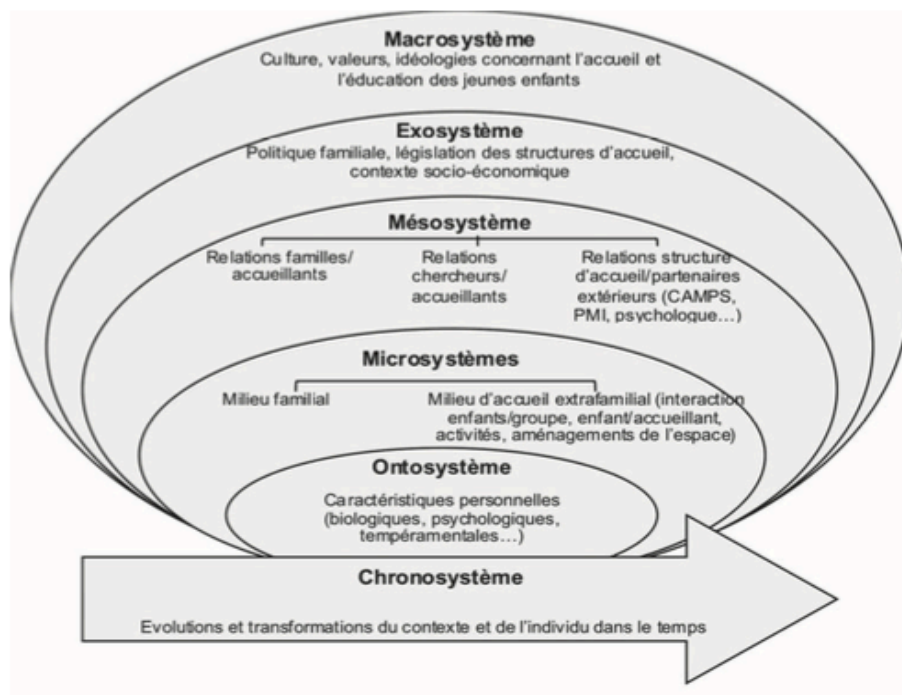 Macrosystème
Culture, valeurs, idéologies concernant l'accueil et
l'éducation des jeunes enfants
Exosystème
Politique familiale, législation des structures d'accueil,
contexte socio-économique
Mésosystème
Relations familles/
accueillants
Relations
chercheurs/
accueillants
Relations structure
d'accueil/partenaires
extérieurs (CAMPS,
PMI, psychologue…)
Microsystèmes
Milieu familial
Milieu d'accueil extrafamilial (interaction
enfants/groupe, enfant/accueillant,
activités, aménagements de l'espace)
Ontosystème
Caractéristiques personnelles
(biologiques, psychologiques,
tempéramentales…)
Chronosystème
Evolutions et transformations du contexte et de l'individu dans le temps